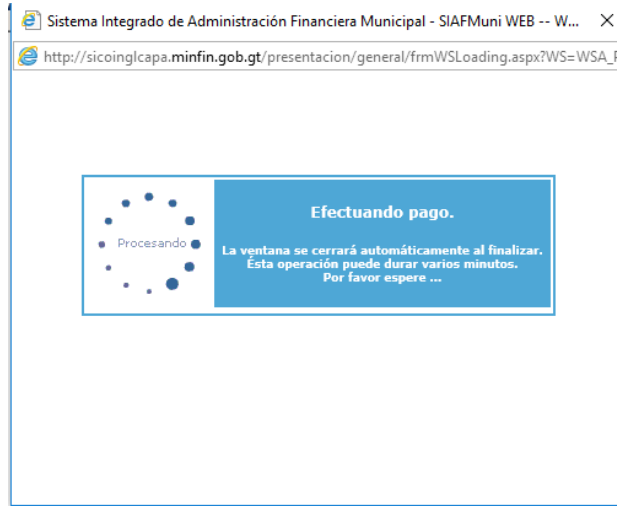 Sistema Integrado de Administración Financiera Municipal - SIAFMuni WEB -- W...
http://sicoinglcapa.minfin.gob.gt/presentacion/general/frmWSLoading.aspx?WS=WSA_
Procesando
Efectuando pago.
La ventana se cerrará automáticamente al finalizar.
Ésta operación puede durar varios minutos.
Por favor espere ...